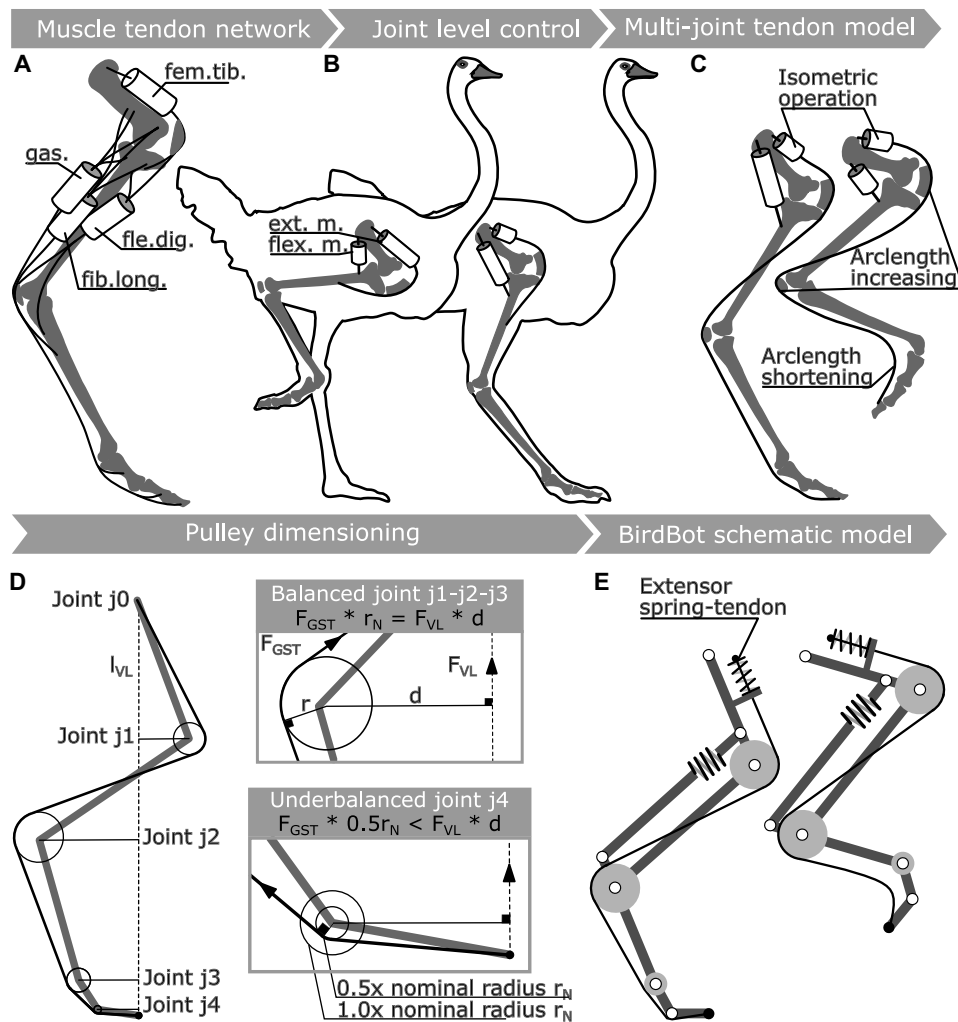 Muscle tendon network
Joint level control
Multi-joint tendon model
A
fem.tib.
gas.
fle.dig.
fib.long.
B
ext. m.
flex. m.
C
Isometric
operation
Arclength
increasing
Arclength
shortening
Pulley dimensioning
BirdBot schematic model
D
Joint j0
l_VL
Joint j1
Joint j2
Joint j3
Joint j4
Balanced joint j1-j2-j3
F_GST * r_N = F_VL * d
F_GST
F_VL
r
d
Underbalanced joint j4
F_GST * 0.5r_N < F_VL * d
0.5x nominal radius r_N
1.0x nominal radius r_N
E
Extensor
spring-tendon